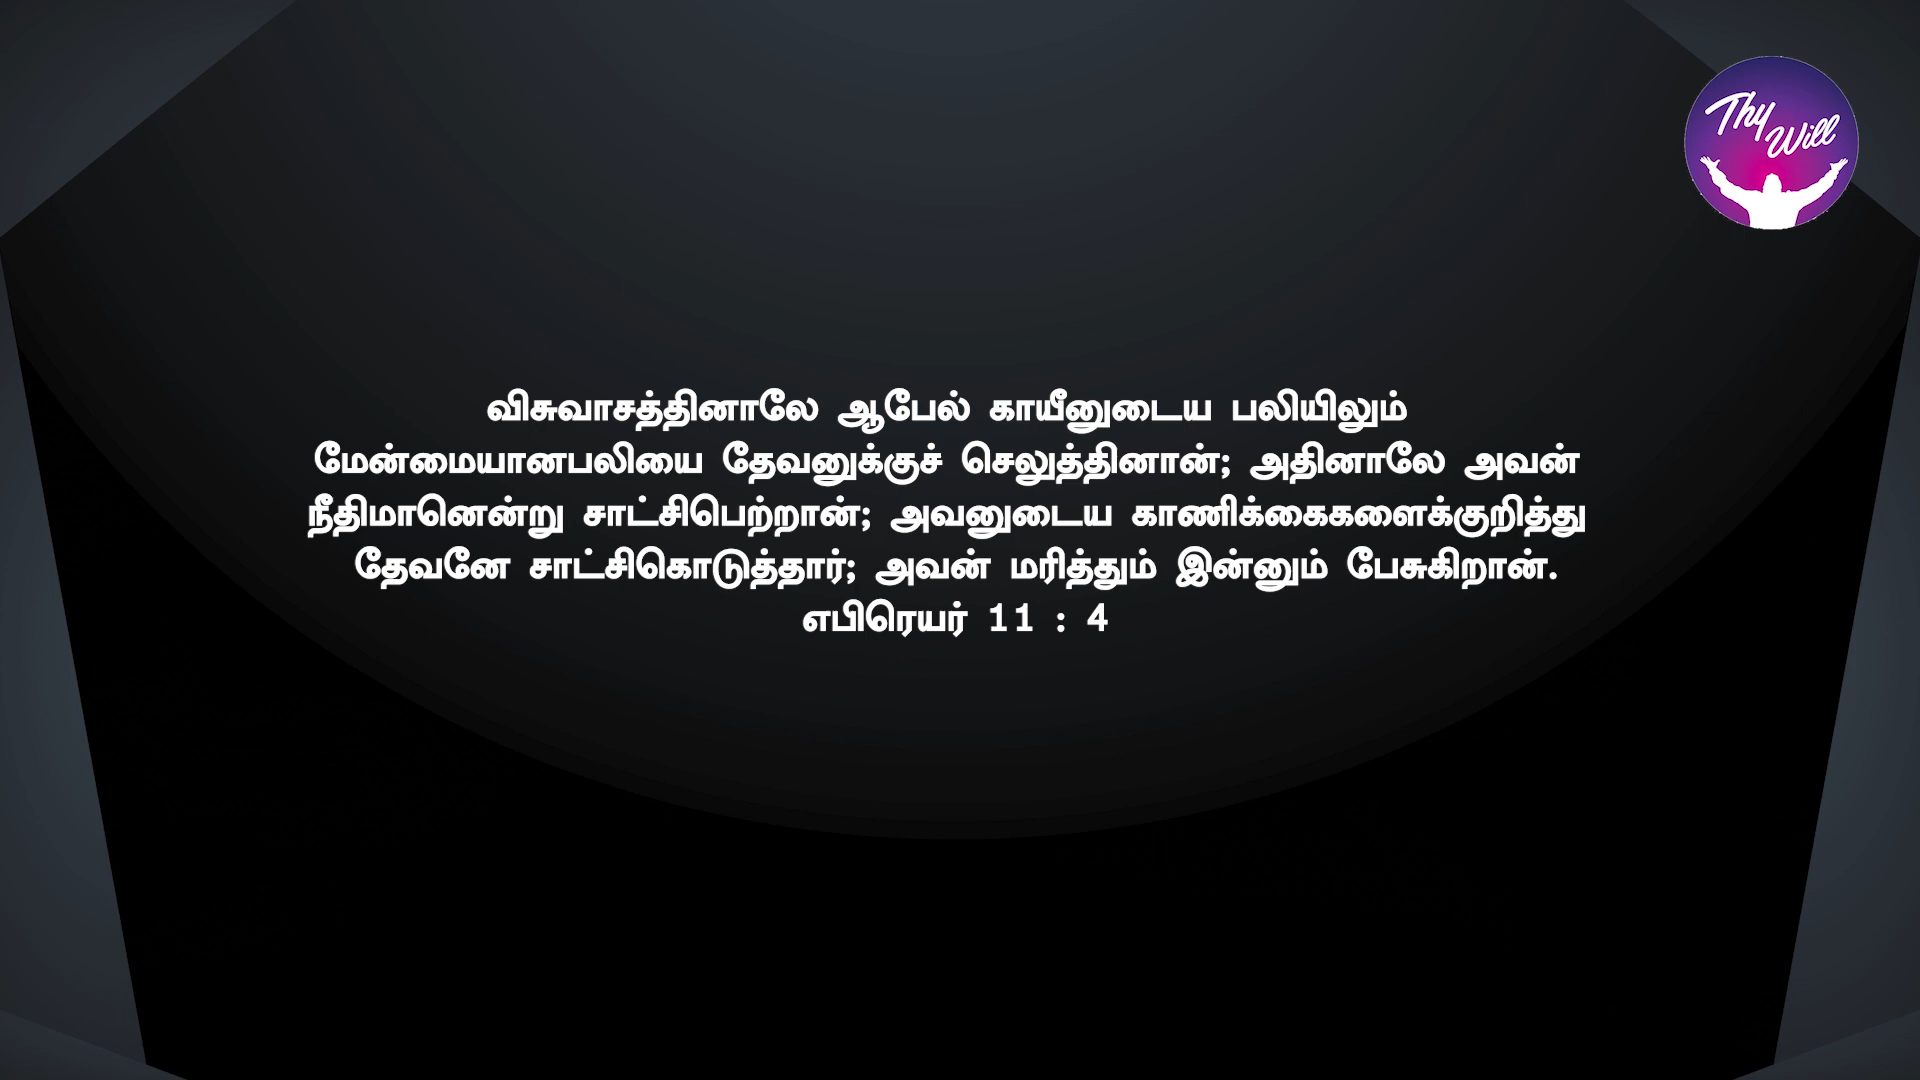 Thy
Will
விசுவாசத்தினாலே ஆபேல் காயீனுடைய பலியிலும்
மேன்மையானபலியை தேவனுக்குச் செலுத்தினான்; அதினாலே அவன்
நீதிமானென்று சாட்சிபெற்றான்; அவனுடைய காணிக்கைகளைக்குறித்து
தேவனே சாட்சிகொடுத்தார்; அவன் மரித்தும் இன்னும் பேசுகிறான்.
எபிரெயர் 11 : 4